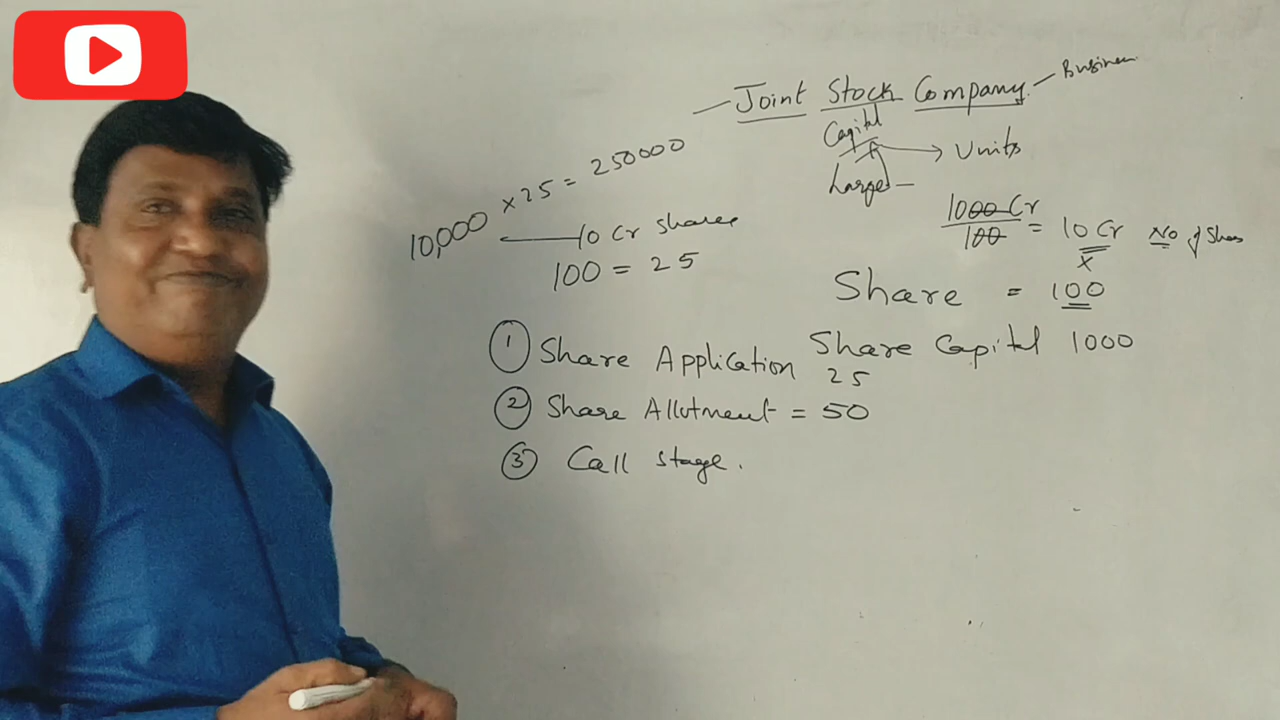 Joint Stock Company
Capital
Units
Large
10,000 × 25 = 250000
10 Cr Shares
100 = 25
1000 Cr
100
= 10 Cr No of Shares
×
Share = 100
Share Capital 1000
① Share Application 25
② Share Allotment = 50
③ Call stage.